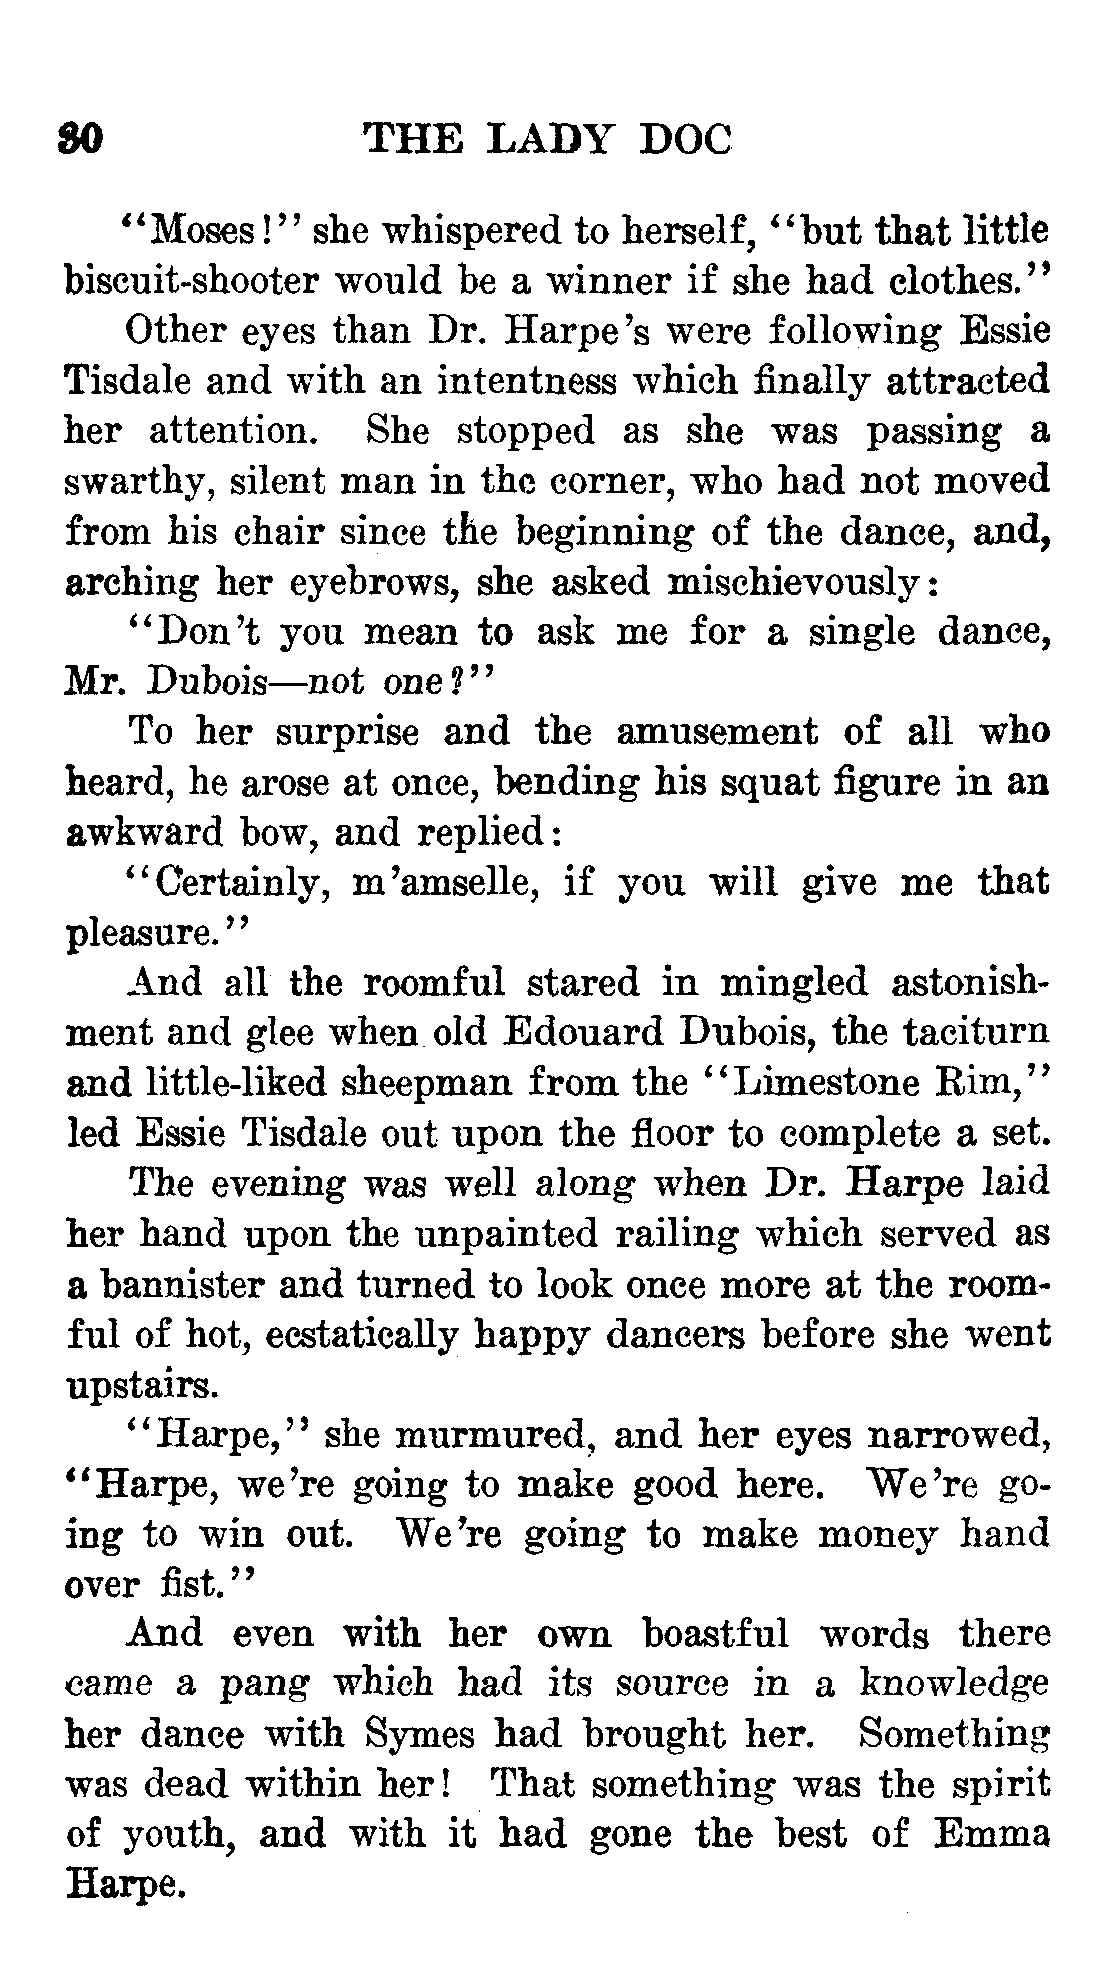 80 THE LADY DOC
"Moses!" she whispered to herself, "but that little
biscuit-shooter would be a winner if she had clothes."
Other eyes than Dr. Harpe's were following Essie
Tisdale and with an intentness which finally attracted
her attention. She stopped as she was passing a
swarthy, silent man in the corner, who had not moved
from his chair since the beginning of the dance, and,
arching her eyebrows, she asked mischievously:
"Don't you mean to ask me for a single dance,
Mr. Dubois—not one?"
To her surprise and the amusement of all who
heard, he arose at once, bending his squat figure in an
awkward bow, and replied:
"Certainly, m'amselle, if you will give me that
pleasure."
And all the roomful stared in mingled astonish-
ment and glee when old Edouard Dubois, the taciturn
and little-liked sheepman from the "Limestone Rim,"
led Essie Tisdale out upon the floor to complete a set.
The evening was well along when Dr. Harpe laid
her hand upon the unpainted railing which served as
a bannister and turned to look once more at the room-
ful of hot, ecstatically happy dancers before she went
upstairs.
"Harpe," she murmured, and her eyes narrowed,
"Harpe, we're going to make good here. We're go-
ing to win out. We're going to make money hand
over fist."
And even with her own boastful words there
came a pang which had its source in a knowledge
her dance with Symes had brought her. Something
was dead within her! That something was the spirit
of youth, and with it had gone the best of Emma
Harpe.